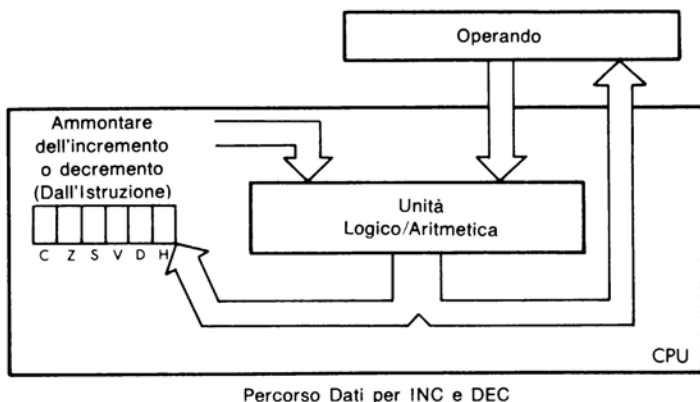 Operando
Ammontare
dell'incremento
o decremento
(Dall'Istruzione)
Unità
Logico/Aritmetica
C Z S V D H
CPU
Percorso Dati per INC e DEC